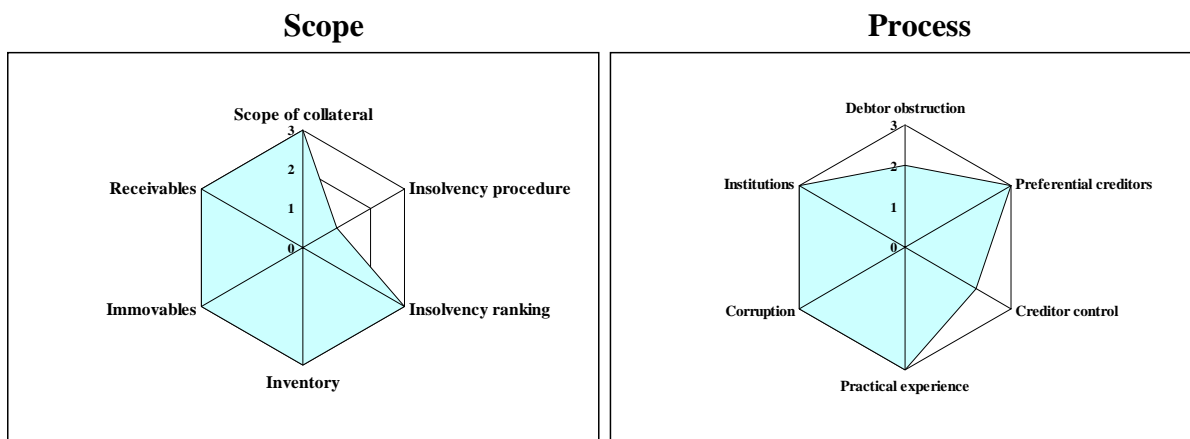 Scope
Process
Scope of collateral
3
2
1
0
Receivables
Insolvency procedure
Immovables
Insolvency ranking
Inventory
Debtor obstruction
3
2
1
0
Institutions
Preferential creditors
Corruption
Creditor control
Practical experience